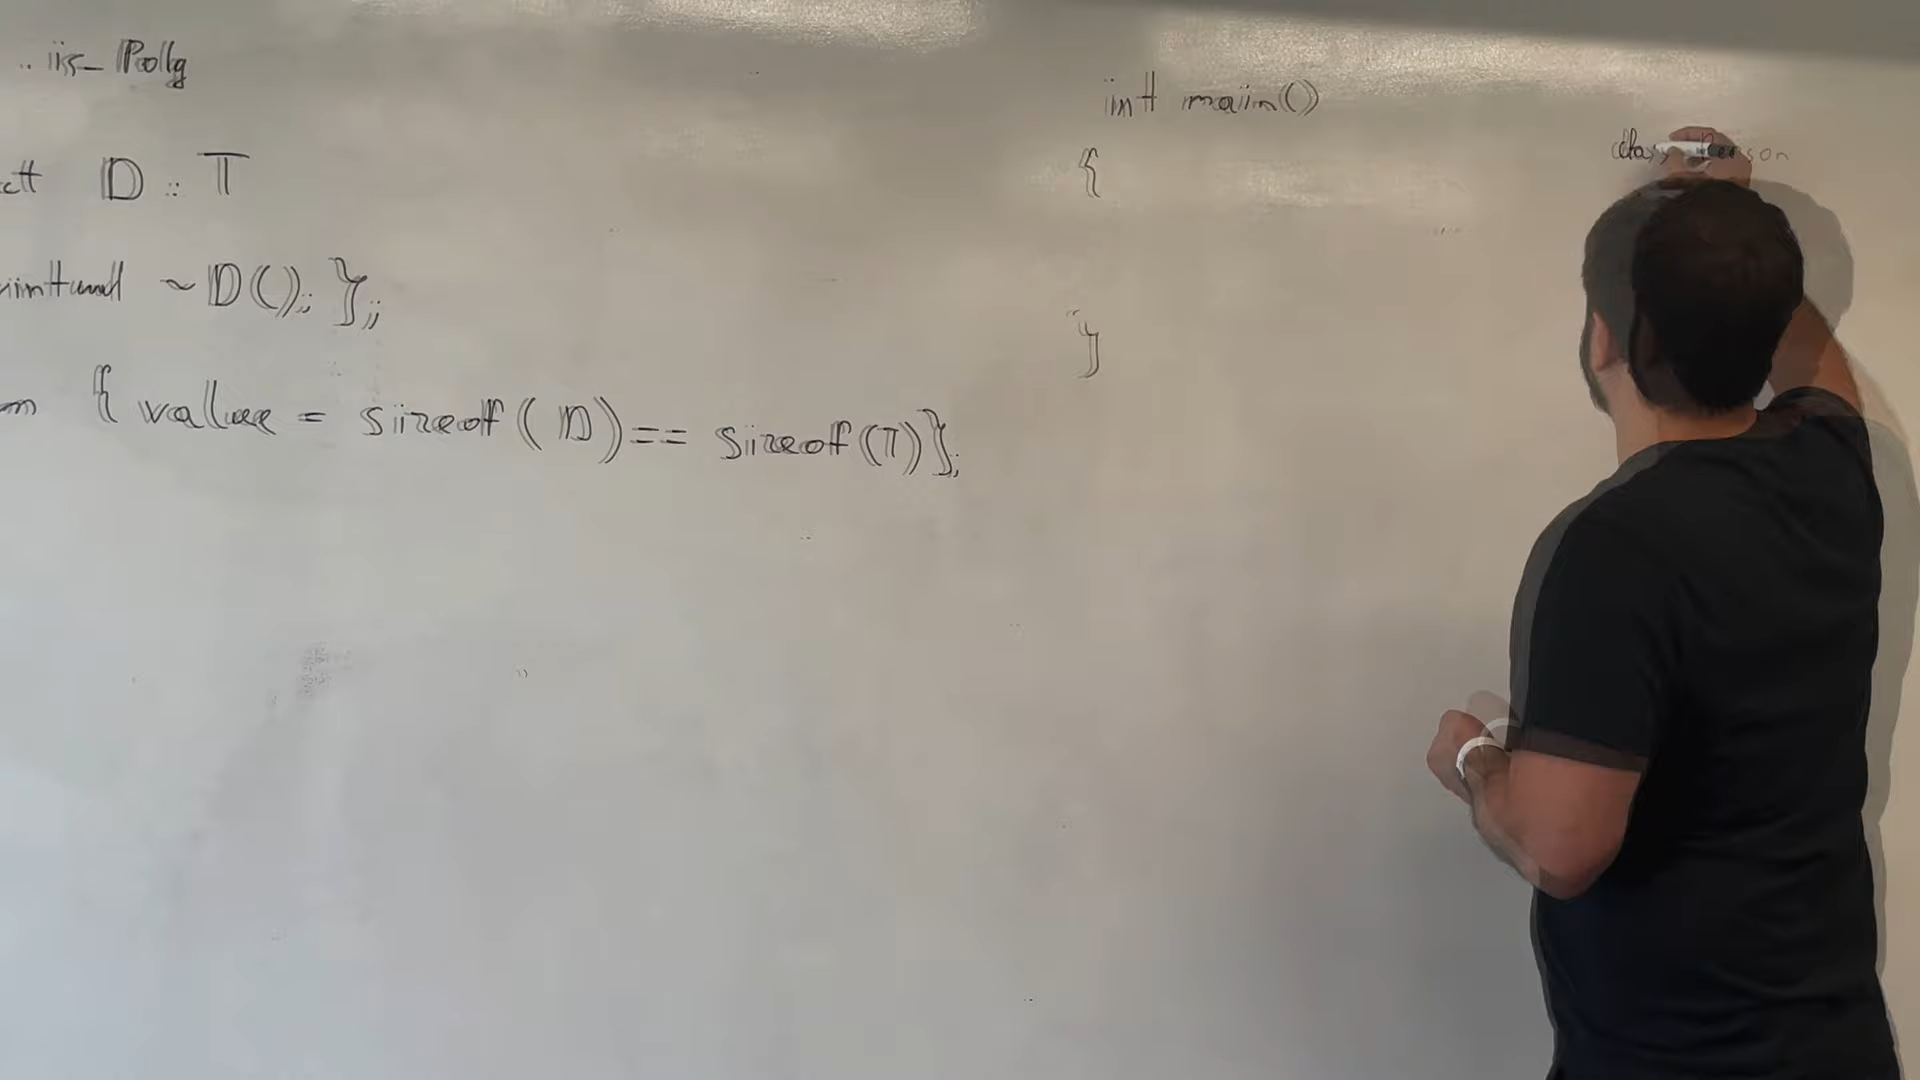 is_Poly
ct D : T
virtual ~D(); };
m { value = sizeof(D) == sizeof(T)};
int main()
{
}
class Person